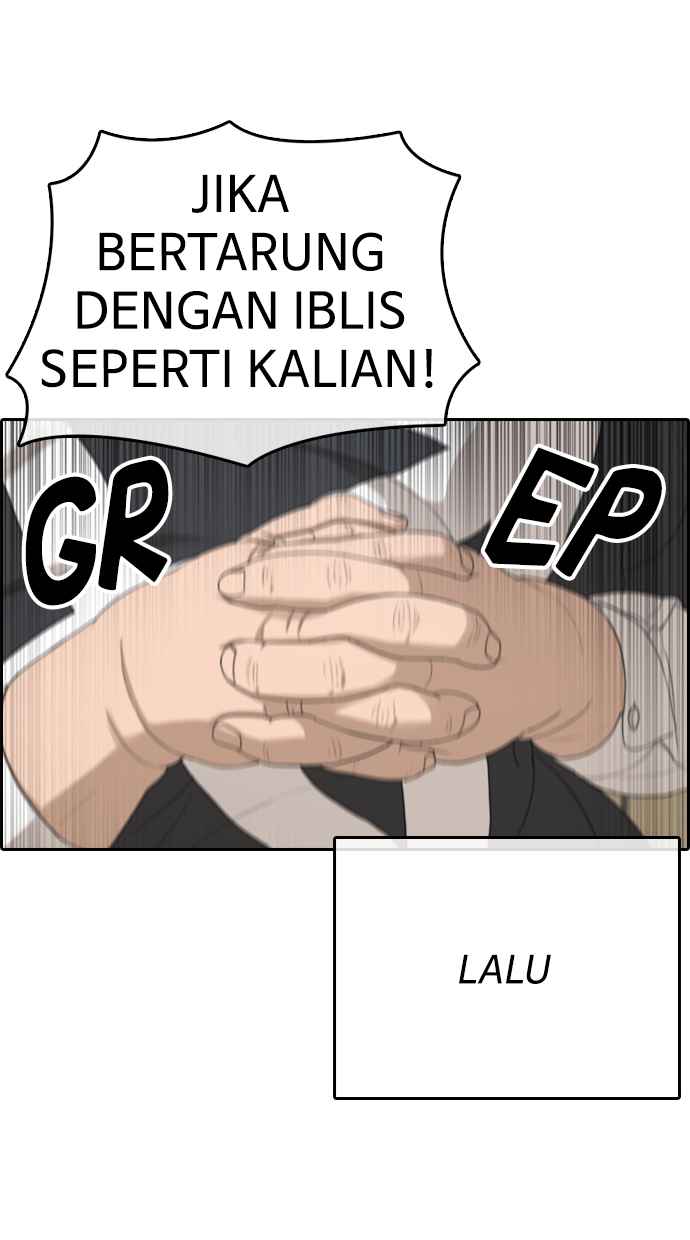 JIKA
BERTARUNG
DENGAN IBLIS
SEPERTI KALIAN!
GR EP
LALU